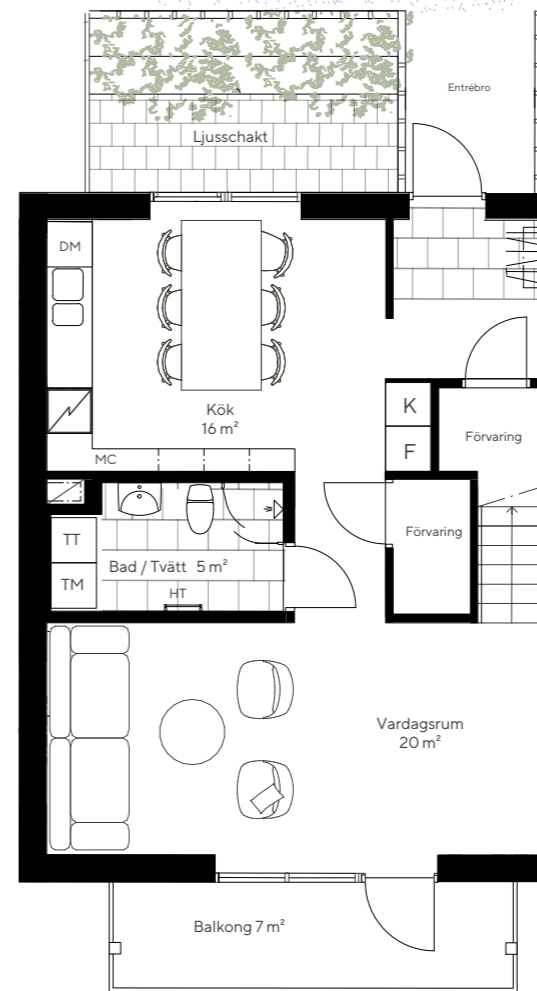 Entrébro
Ljusschakt
DM
Kök
16 m²
K
F
Förvaring
MC
TT
TM
Bad / Tvätt 5 m²
HT
Förvaring
Vardagsrum
20 m²
Balkong 7 m²